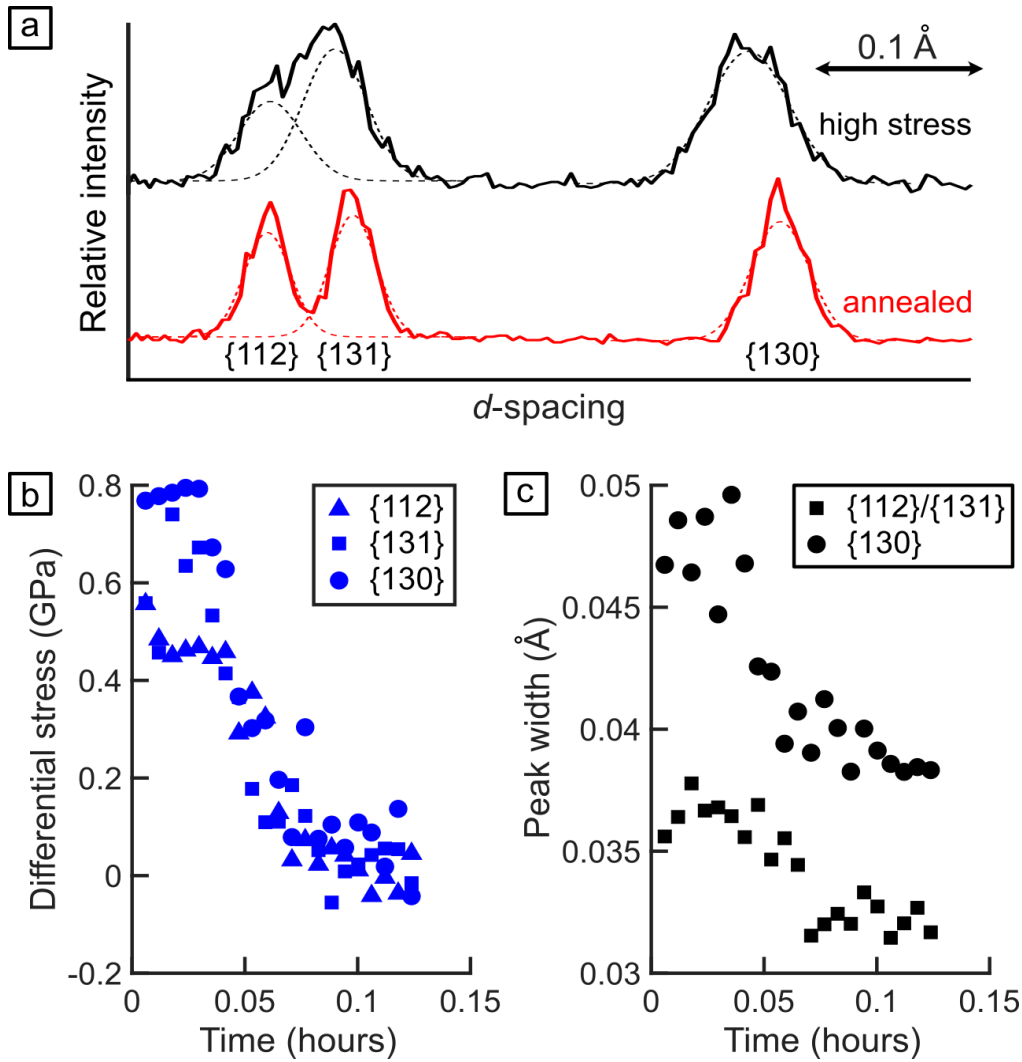 a
Relative intensity
0.1 Å
high stress
annealed
{112}
{131}
{130}
d-spacing
b
0.8
0.6
0.4
0.2
0
-0.2
Differential stress (GPa)
{112}
{131}
{130}
0
0.05
0.1
0.15
Time (hours)
c
0.05
0.045
0.04
0.035
0.03
Peak width (Å)
{112}/{131}
{130}
0
0.05
0.1
0.15
Time (hours)